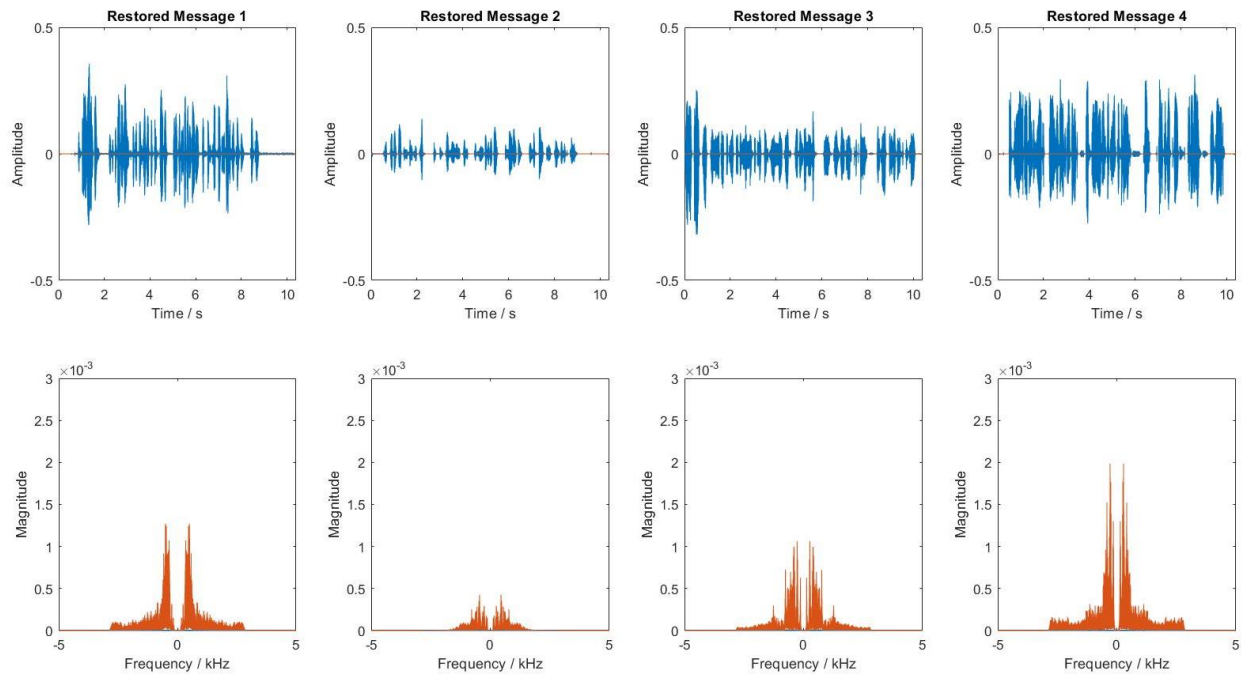 Restored Message 1
0.5
0
-0.5
Amplitude
0 2 4 6 8 10
Time / s
Restored Message 2
0.5
0
-0.5
Amplitude
0 2 4 6 8 10
Time / s
Restored Message 3
0.5
0
-0.5
Amplitude
0 2 4 6 8 10
Time / s
Restored Message 4
0.5
0
-0.5
Amplitude
0 2 4 6 8 10
Time / s
×10⁻³
3
2.5
2
1.5
1
0.5
0
Magnitude
-5 0 5
Frequency / kHz
×10⁻³
3
2.5
2
1.5
1
0.5
0
Magnitude
-5 0 5
Frequency / kHz
×10⁻³
3
2.5
2
1.5
1
0.5
0
Magnitude
-5 0 5
Frequency / kHz
×10⁻³
3
2.5
2
1.5
1
0.5
0
Magnitude
-5 0 5
Frequency / kHz